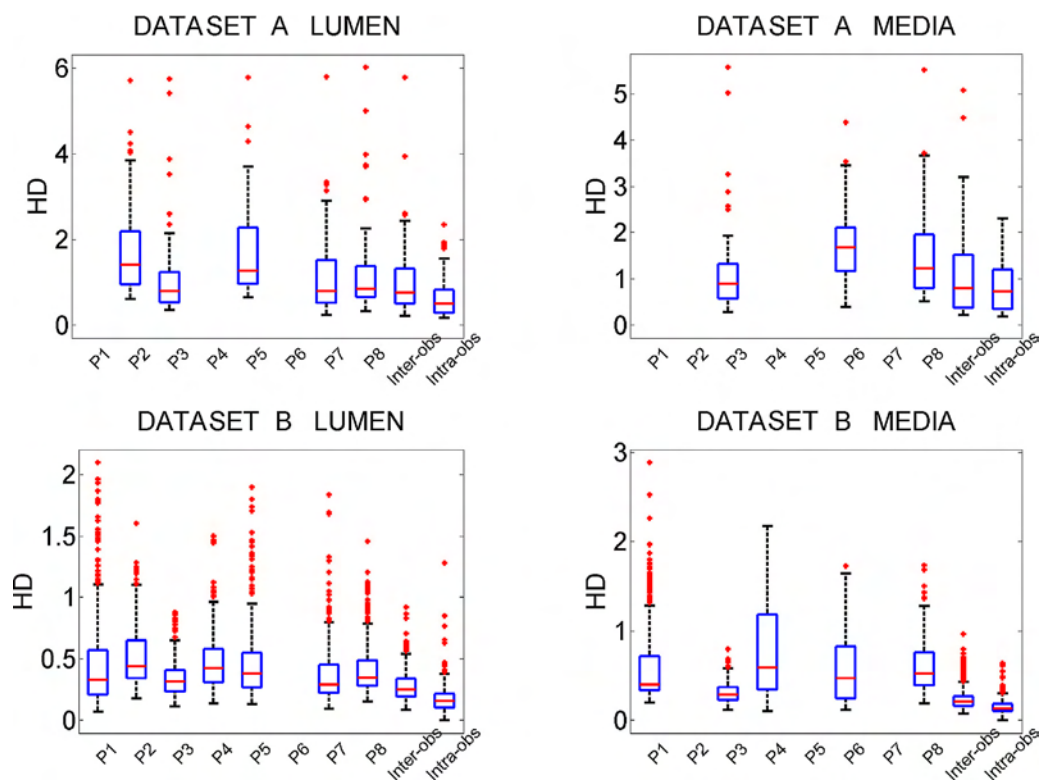 DATASET A LUMEN
HD
6
4
2
0
P1 P2 P3 P4 P5 P6 P7 P8 Inter-obs Intra-obs
DATASET A MEDIA
HD
5
4
3
2
1
0
P1 P2 P3 P4 P5 P6 P7 P8 Inter-obs Intra-obs
DATASET B LUMEN
HD
2
1.5
1
0.5
0
P1 P2 P3 P4 P5 P6 P7 P8 Inter-obs Intra-obs
DATASET B MEDIA
HD
3
2
1
0
P1 P2 P3 P4 P5 P6 P7 P8 Inter-obs Intra-obs